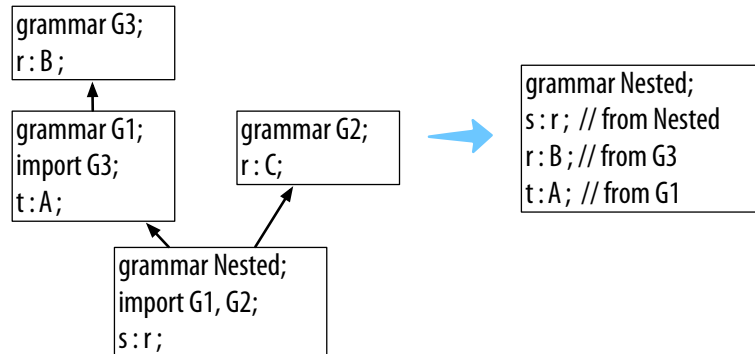 grammar G3;
r : B ;
grammar G1;
import G3;
t : A ;
grammar G2;
r : C ;
grammar Nested;
import G1, G2;
s : r ;
grammar Nested;
s : r ; // from Nested
r : B ; // from G3
t : A ; // from G1